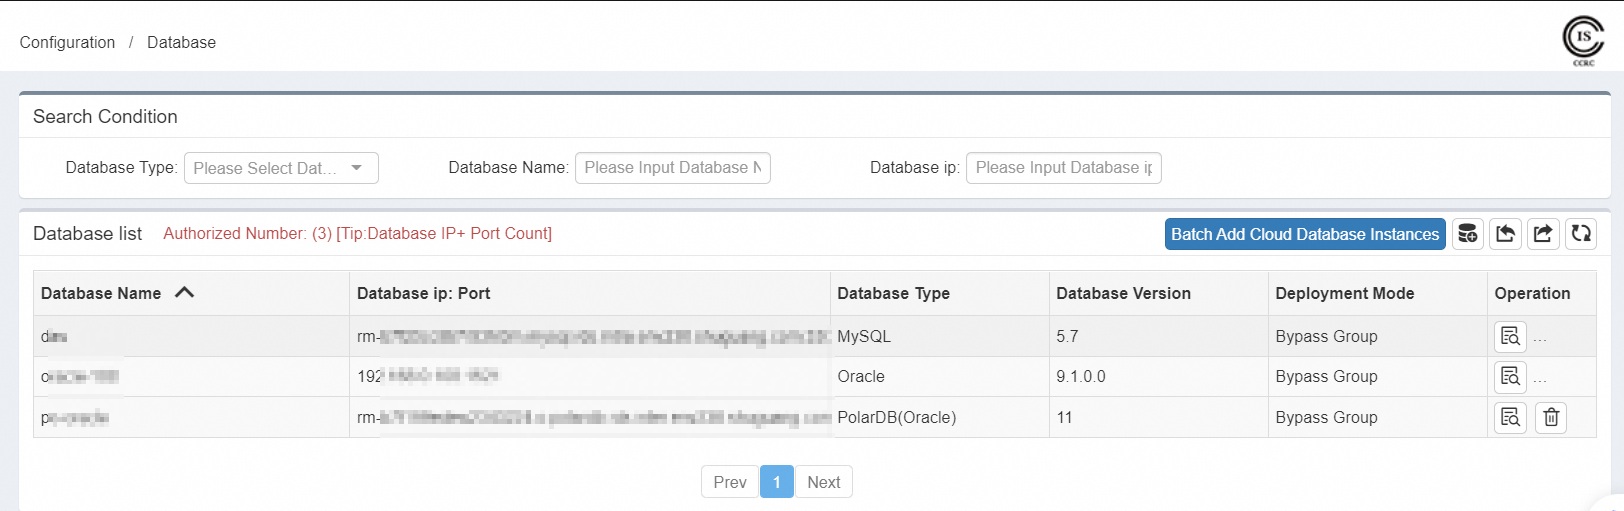 Configuration / Database
IS
CCRC
Search Condition
Database Type: Please Select Dat...
Database Name: Please Input Database N
Database ip: Please Input Database ip
Database list Authorized Number: (3) [Tip:Database IP+ Port Count] Batch Add Cloud Database Instances
Database Name Database ip: Port Database Type Database Version Deployment Mode Operation
MySQL 5.7 Bypass Group ...
Oracle 9.1.0.0 Bypass Group ...
PolarDB(Oracle) 11 Bypass Group
Prev 1 Next